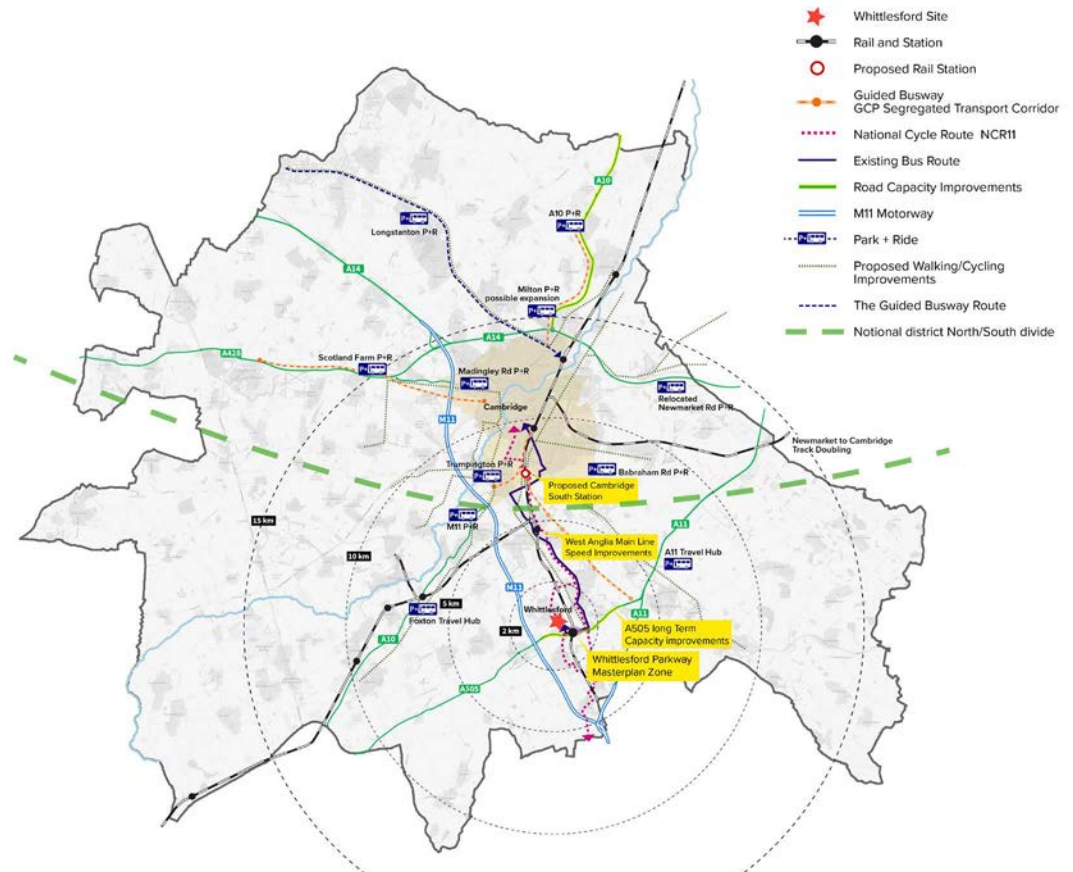 Whittlesford Site
Rail and Station
Proposed Rail Station
Guided Busway
GCP Segregated Transport Corridor
National Cycle Route NCR11
Existing Bus Route
Road Capacity Improvements
M11 Motorway
P+
Park + Ride
Proposed Walking/Cycling
Improvements
The Guided Busway Route
Notional district North/South divide
A10
P+
Longstanton P+R
A10 P+R
P+
A14
Milton P+R
possible expansion
P+
A14
A428
Scotland Farm P+R
P+
Madingley Rd P+R
P+
Cambridge
P+
Relocated
Newmarket Rd P+R
M11
Newmarket to Cambridge
Track Doubling
Trumpington P+R
P+
P+
Babraham Rd P+R
Proposed Cambridge
South Station
P+
M11 P+R
15 km
A11
West Anglia Main Line
Speed Improvements
10 km
A11 Travel Hub
P+
M11
5 km
P+
Foxton Travel Hub
Whittlesford
A11
2 km
A505 long Term
Capacity improvements
A10
Whittlesford Parkway
Masterplan Zone
A505